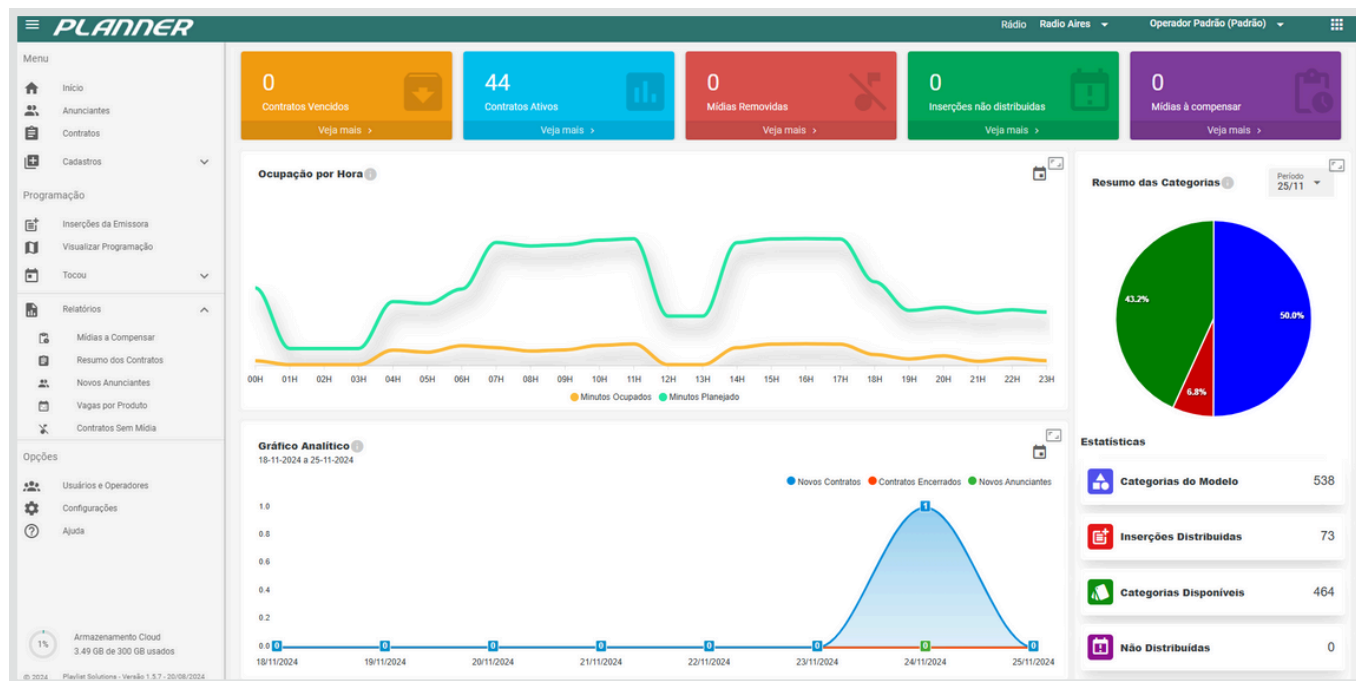 PLANNER
Rádio Radio Aires
Operador Padrão (Padrão)
Menu
Início
Anunciantes
Contratos
Cadastros
Programação
Inserções da Emissora
Visualizar Programação
Tocou
Relatórios
Mídias a Compensar
Resumo dos Contratos
Novos Anunciantes
Vagas por Produto
Contratos Sem Mídia
Opções
Usuários e Operadores
Configurações
Ajuda
1%
Armazenamento Cloud
3.49 GB de 300 GB usados
© 2024 Playlist Solutions - Versão 1.5.7 - 20/08/2024
0
Contratos Vencidos
Veja mais >
44
Contratos Ativos
Veja mais >
0
Mídias Removidas
Veja mais >
0
Inserções não distribuidas
Veja mais >
0
Mídias à compensar
Veja mais >
Ocupação por Hora
00H 01H 02H 03H 04H 05H 06H 07H 08H 09H 10H 11H 12H 13H 14H 15H 16H 17H 18H 19H 20H 21H 22H 23H
Minutos Ocupados Minutos Planejado
Gráfico Analítico
18-11-2024 a 25-11-2024
Novos Contratos Contratos Encerrados Novos Anunciantes
1.0
0.8
0.6
0.4
0.2
0.0
0 0 0 0 0 0 1 0 0
18/11/2024 19/11/2024 20/11/2024 21/11/2024 22/11/2024 23/11/2024 24/11/2024 25/11/2024
Resumo das Categorias
Período
25/11
43.2%
50.0%
6.8%
Estatísticas
Categorias do Modelo 538
Inserções Distribuidas 73
Categorias Disponíveis 464
Não Distribuídas 0